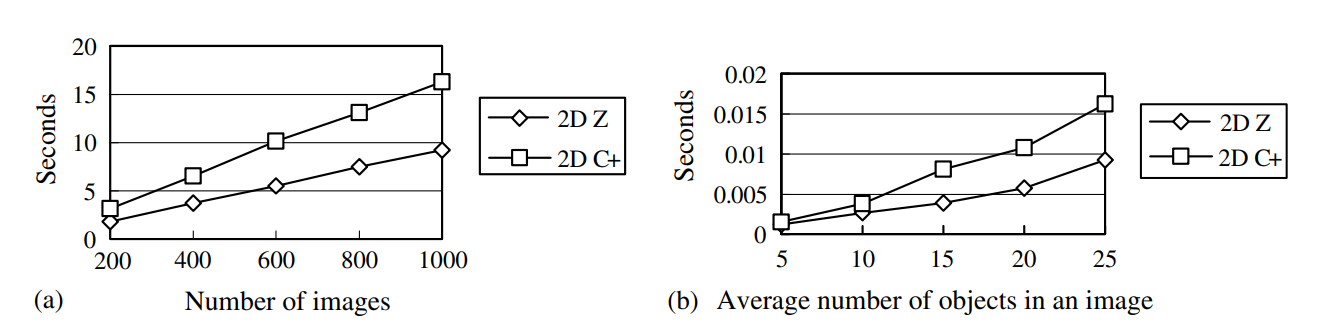 20
15
10
5
0
Seconds
200 400 600 800 1000
(a) Number of images
2D Z
2D C+
0.02
0.015
0.01
0.005
0
Seconds
5 10 15 20 25
(b) Average number of objects in an image
2D Z
2D C+